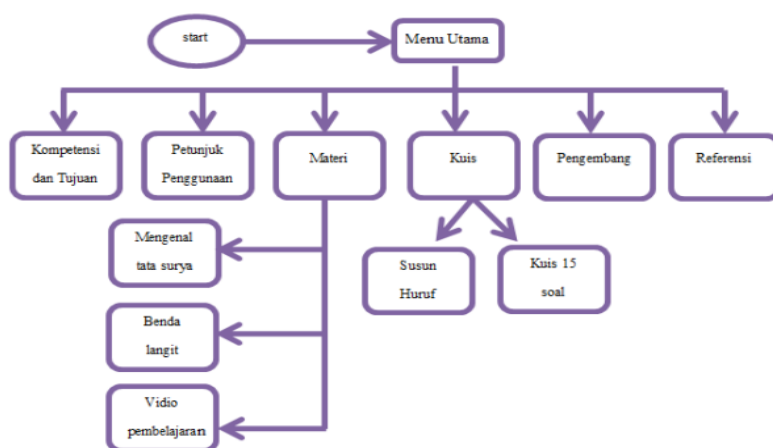 start
Menu Utama
Kompetensi
dan Tujuan
Petunjuk
Penggunaan
Materi
Kuis
Pengembang
Referensi
Mengenal
tata surya
Benda
langit
Vidio
pembelajaran
Susun
Huruf
Kuis 15
soal